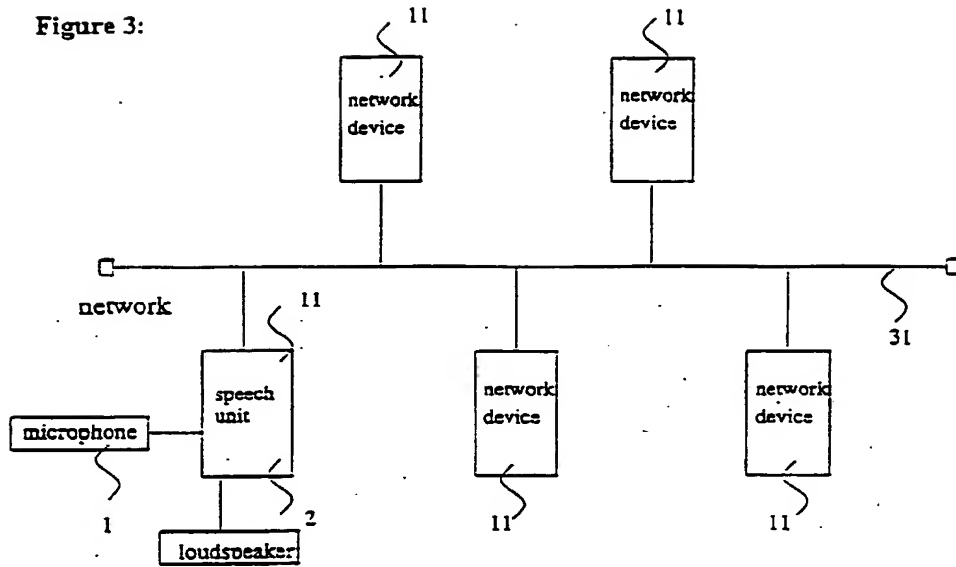 Figure 3:
11
11
network
device
network
device
network
11
31
speech
unit
network
device
network
device
microphone
1
2
11
11
loudspeaker